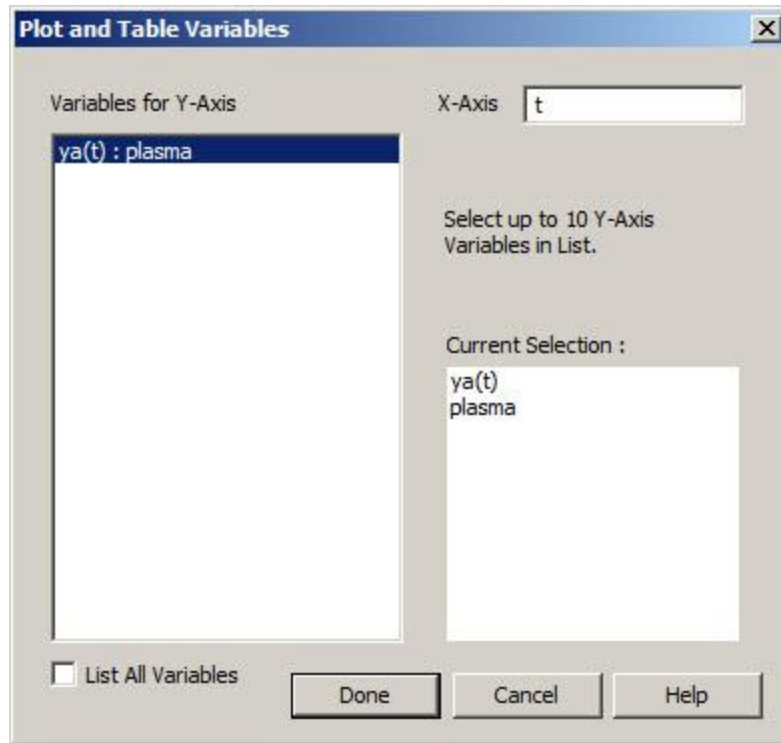 Plot and Table Variables
Variables for Y-Axis
X-Axis
t
ya(t) : plasma
Select up to 10 Y-Axis
Variables in List.
Current Selection :
ya(t)
plasma
List All Variables
Done
Cancel
Help